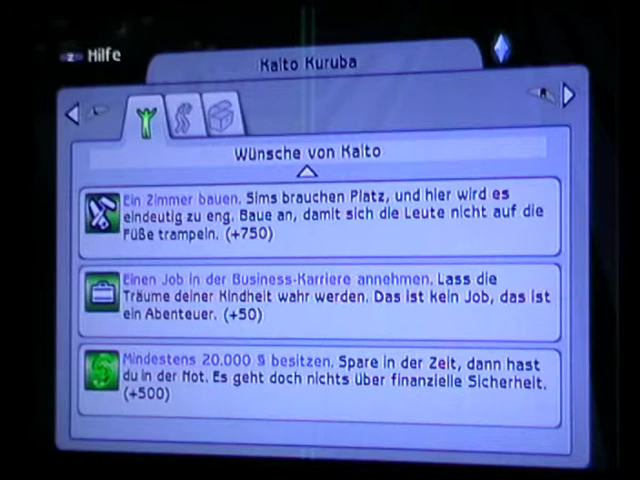 z Hilfe
Kaito Kuruba
Wünsche von Kaito
Ein Zimmer bauen. Sims brauchen Platz, und hier wird es
eindeutig zu eng. Baue an, damit sich die Leute nicht auf die
Füße trampeln. (+750)
Einen Job in der Business-Karriere annehmen. Lass die
Träume deiner Kindheit wahr werden. Das ist kein Job, das ist
ein Abenteuer. (+50)
Mindestens 20.000 § besitzen. Spare in der Zeit, dann hast
du in der Not. Es geht doch nichts über finanzielle Sicherheit.
(+500)